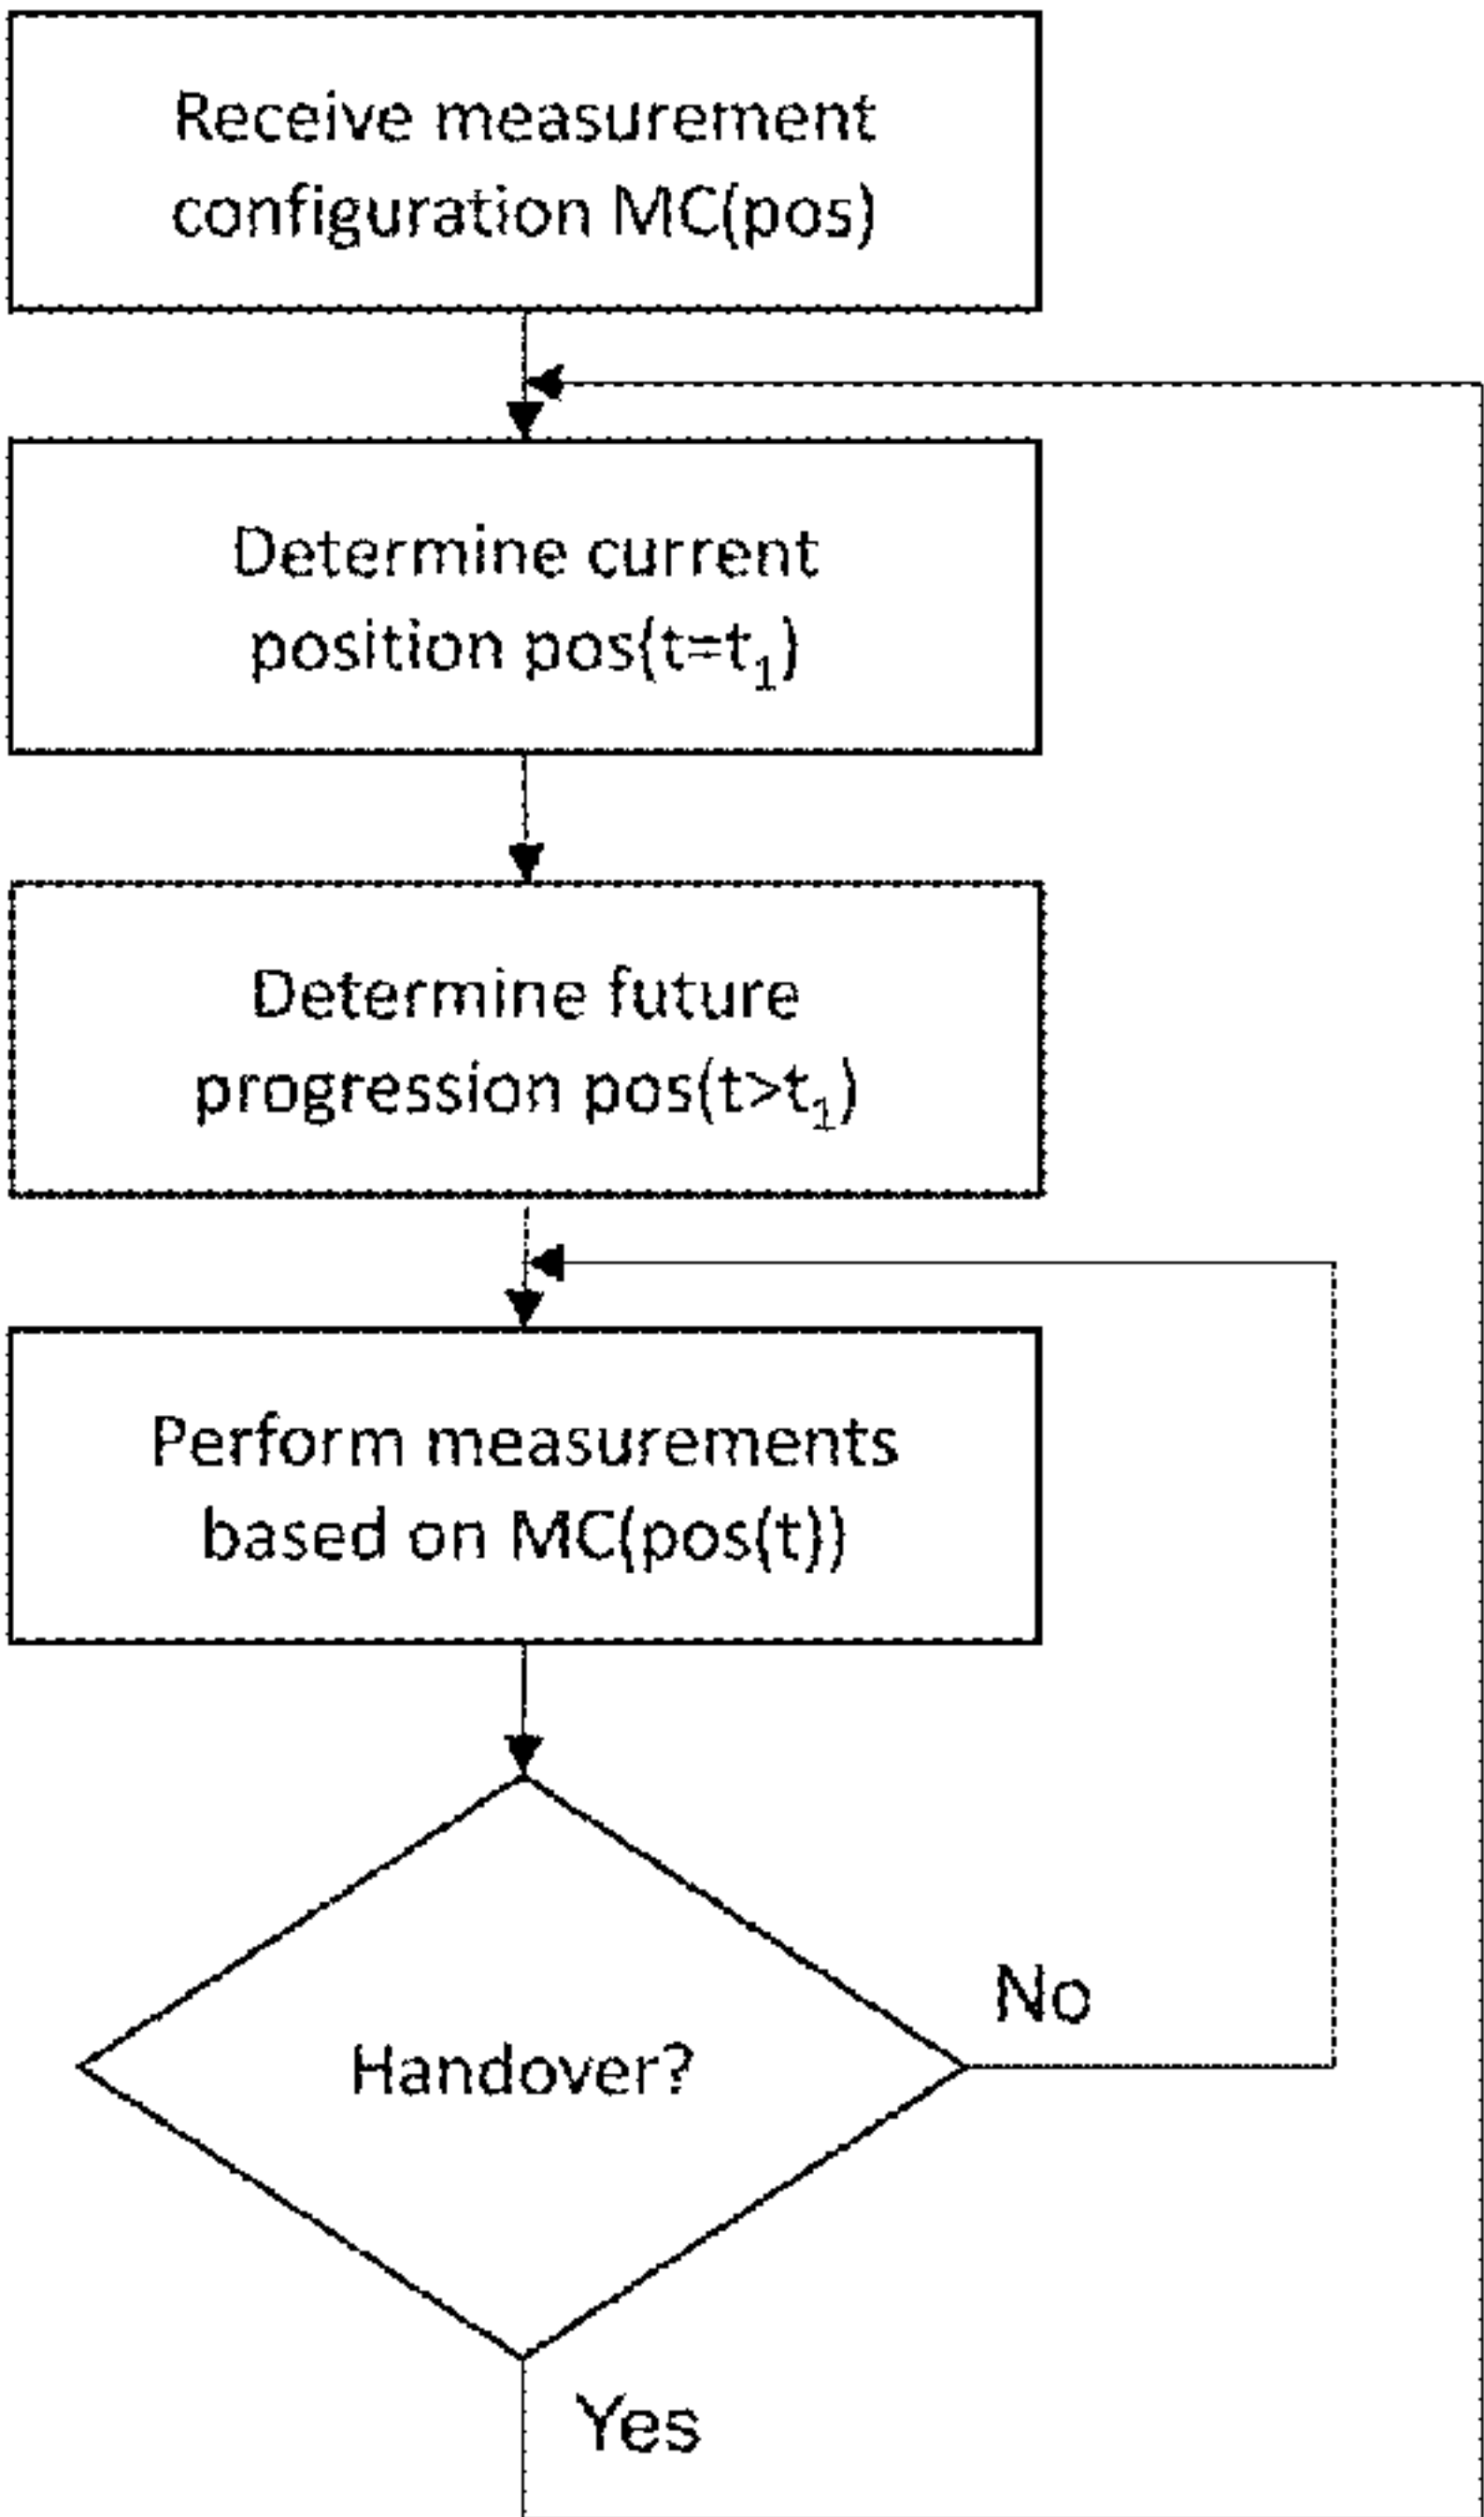 Receive measurement
configuration MC(pos)
Determine current
position pos(t=t₁)
Determine future
progression pos(t>t₁)
Perform measurements
based on MC(pos(t))
Handover?
No
Yes